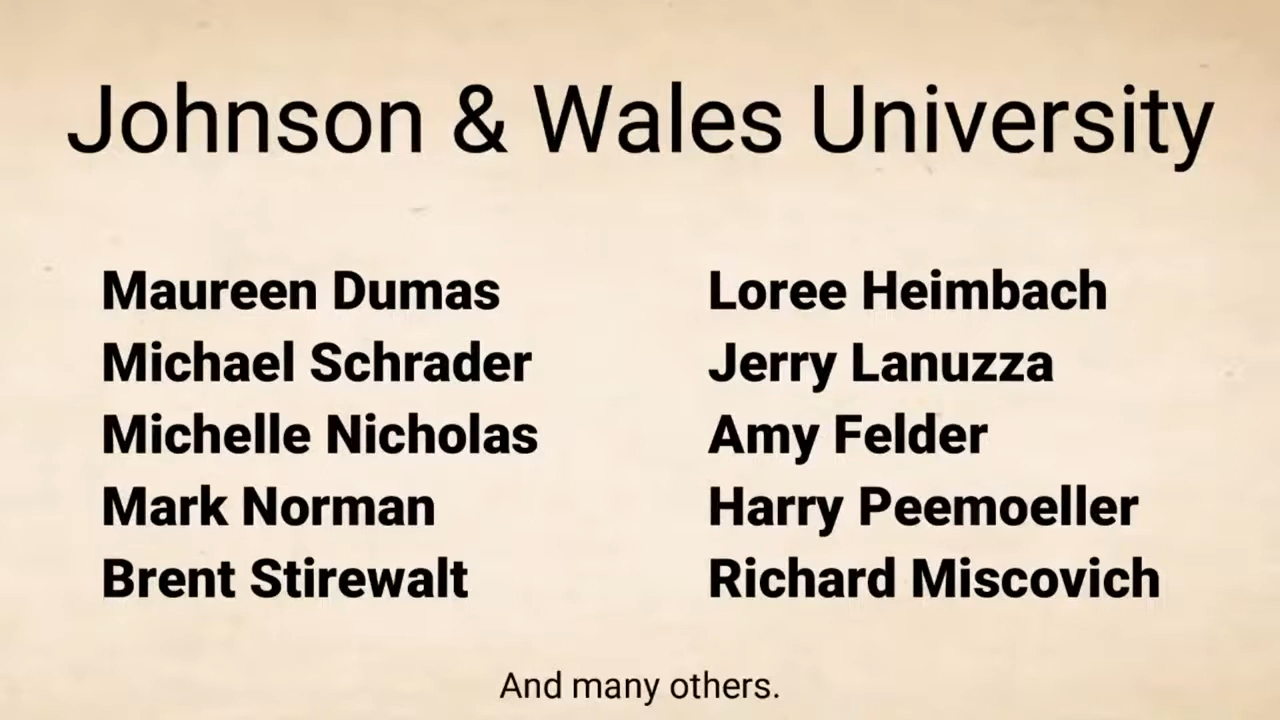 Johnson & Wales University
Maureen Dumas
Michael Schrader
Michelle Nicholas
Mark Norman
Brent Stirewalt
Loree Heimbach
Jerry Lanuzza
Amy Felder
Harry Peemoeller
Richard Miscovich
And many others.